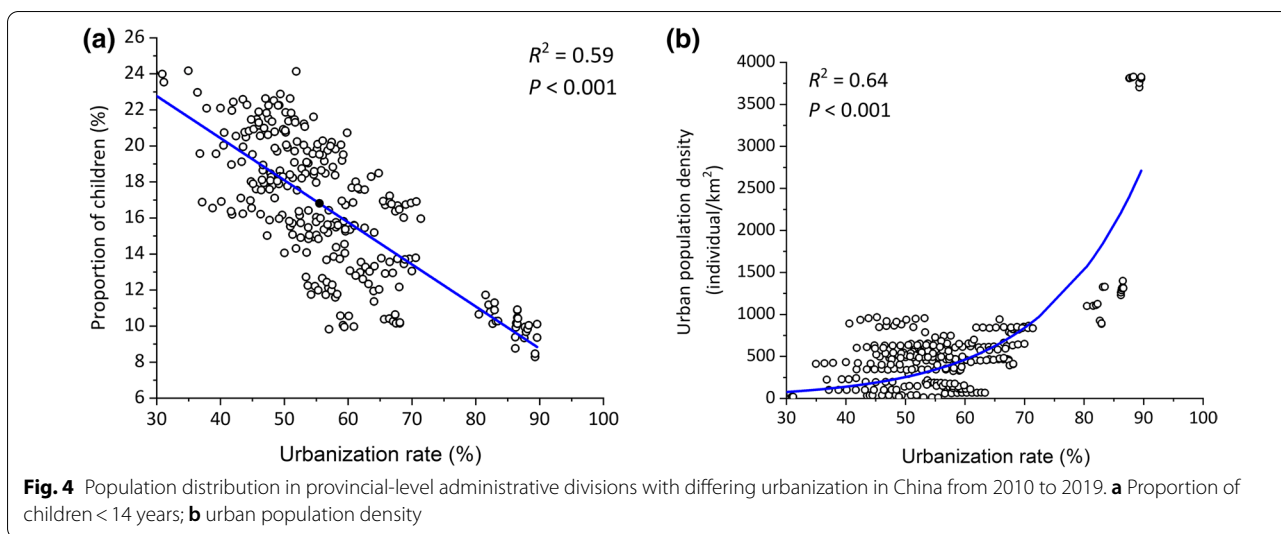 (a)
26
24
22
20
18
16
14
12
10
8
6
Proportion of children (%)
R² = 0.59
P < 0.001
30 40 50 60 70 80 90 100
Urbanization rate (%)
(b)
4000
3500
3000
2500
2000
1500
1000
500
0
Urban population density
(individual/km²)
R² = 0.64
P < 0.001
30 40 50 60 70 80 90 100
Urbanization rate (%)
Fig. 4 Population distribution in provincial-level administrative divisions with differing urbanization in China from 2010 to 2019. a Proportion of
children < 14 years; b urban population density